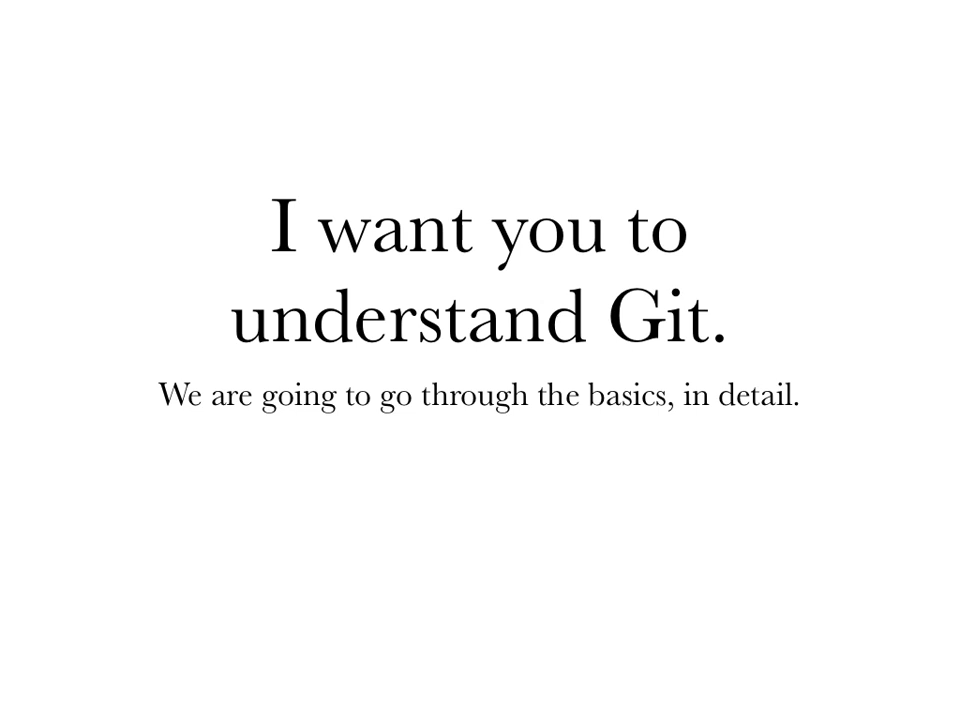 I want you to
understand Git.
We are going to go through the basics, in detail.